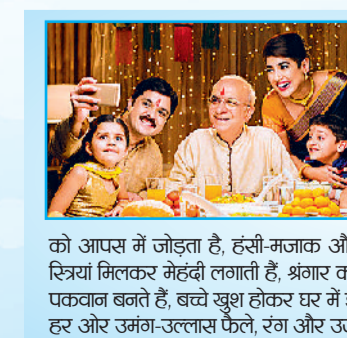 को आपस में जोड़ता है, हंसी-मजाक
स्त्रियां मिलकर मेहंदी लगाती हैं, श्रंगार
पकवान बनते हैं, बच्चे खुश होकर घर में
हर ओर उमंग-उल्लास फैले, रंग और